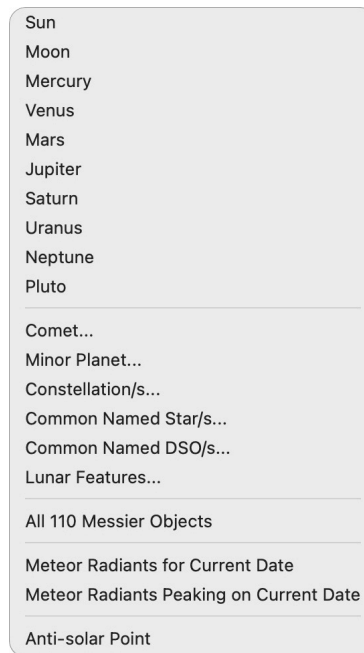 Sun
Moon
Mercury
Venus
Mars
Jupiter
Saturn
Uranus
Neptune
Pluto
Comet...
Minor Planet...
Constellation/s...
Common Named Star/s...
Common Named DSO/s...
Lunar Features...
All 110 Messier Objects
Meteor Radiants for Current Date
Meteor Radiants Peaking on Current Date
Anti-solar Point